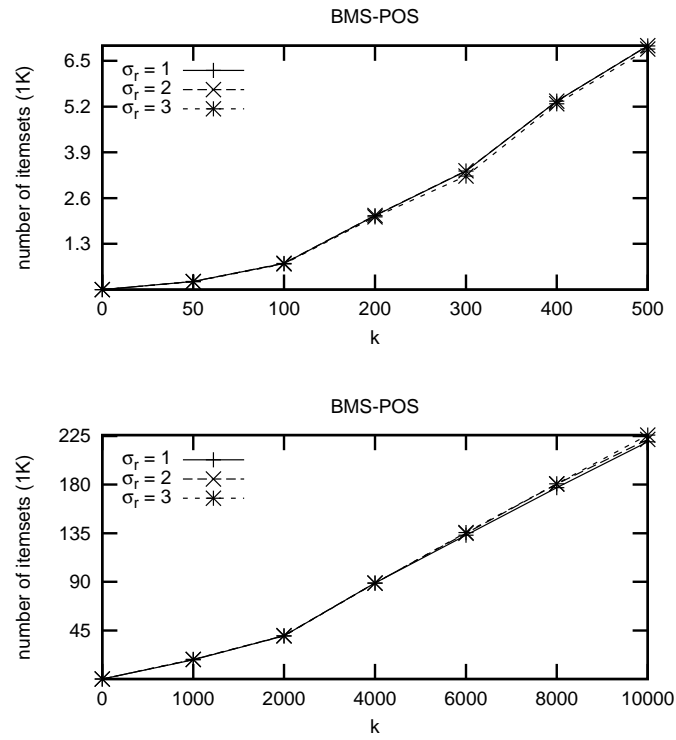 BMS-POS
number of itemsets (1K)
6.5
5.2
3.9
2.6
1.3
σr = 1
σr = 2
σr = 3
0 50 100 200 300 400 500
k
BMS-POS
number of itemsets (1K)
225
180
135
90
45
σr = 1
σr = 2
σr = 3
0 1000 2000 4000 6000 8000 10000
k